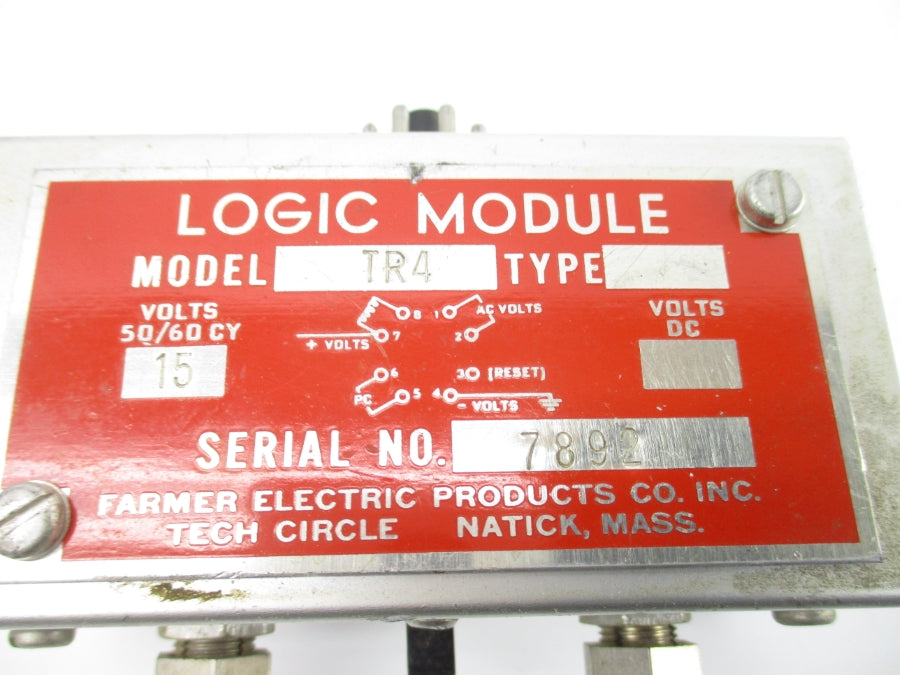 LOGIC MODULE
MODEL TR4 TYPE
VOLTS
50/60 CY
15
8 1 AC VOLTS
+ VOLTS 7 2
6 3 (RESET)
PC 5 4
- VOLTS
VOLTS
DC
SERIAL NO. 7892
FARMER ELECTRIC PRODUCTS CO. INC.
TECH CIRCLE NATICK, MASS.